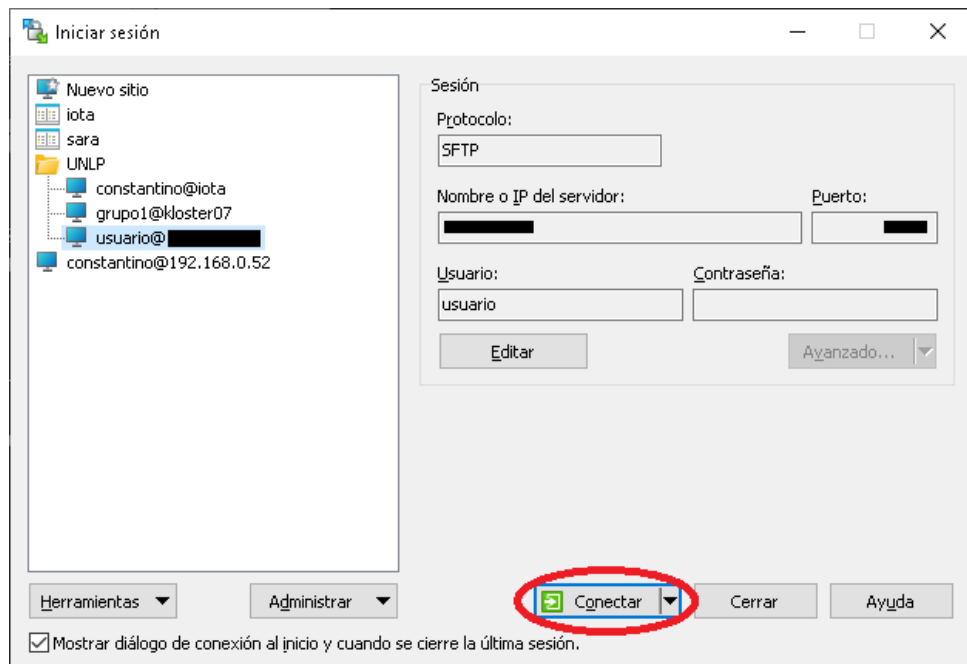 Iniciar sesión
Nuevo sitio
iota
sara
UNLP
constantino@iota
grupo1@kloster07
usuario@
constantino@192.168.0.52
Sesión
Protocolo:
SFTP
Nombre o IP del servidor:
Puerto:
Usuario:
Contraseña:
usuario
Editar
Avanzado...
Herramientas
Administrar
Conectar
Cerrar
Ayuda
Mostrar diálogo de conexión al inicio y cuando se cierre la última sesión.